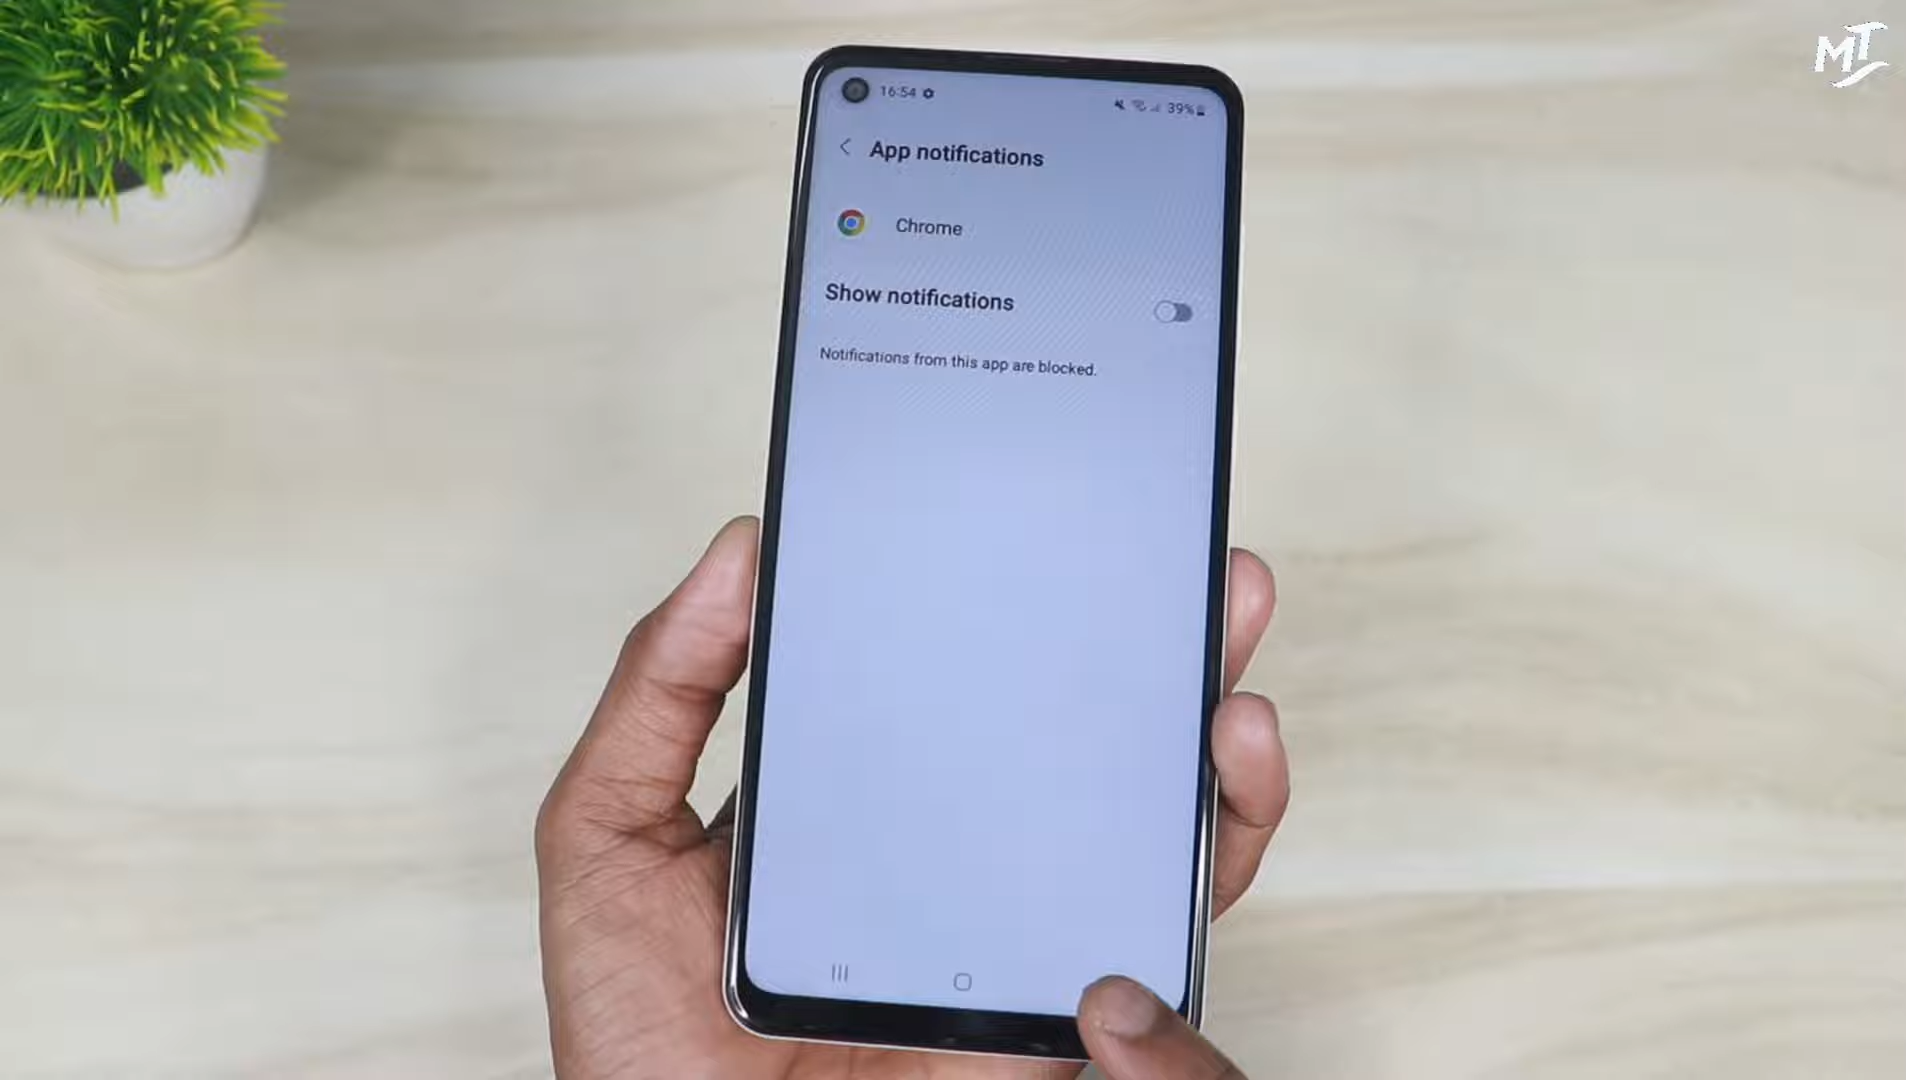 MT
16:54
39%
App notifications
Chrome
Show notifications
Notifications from this app are blocked.